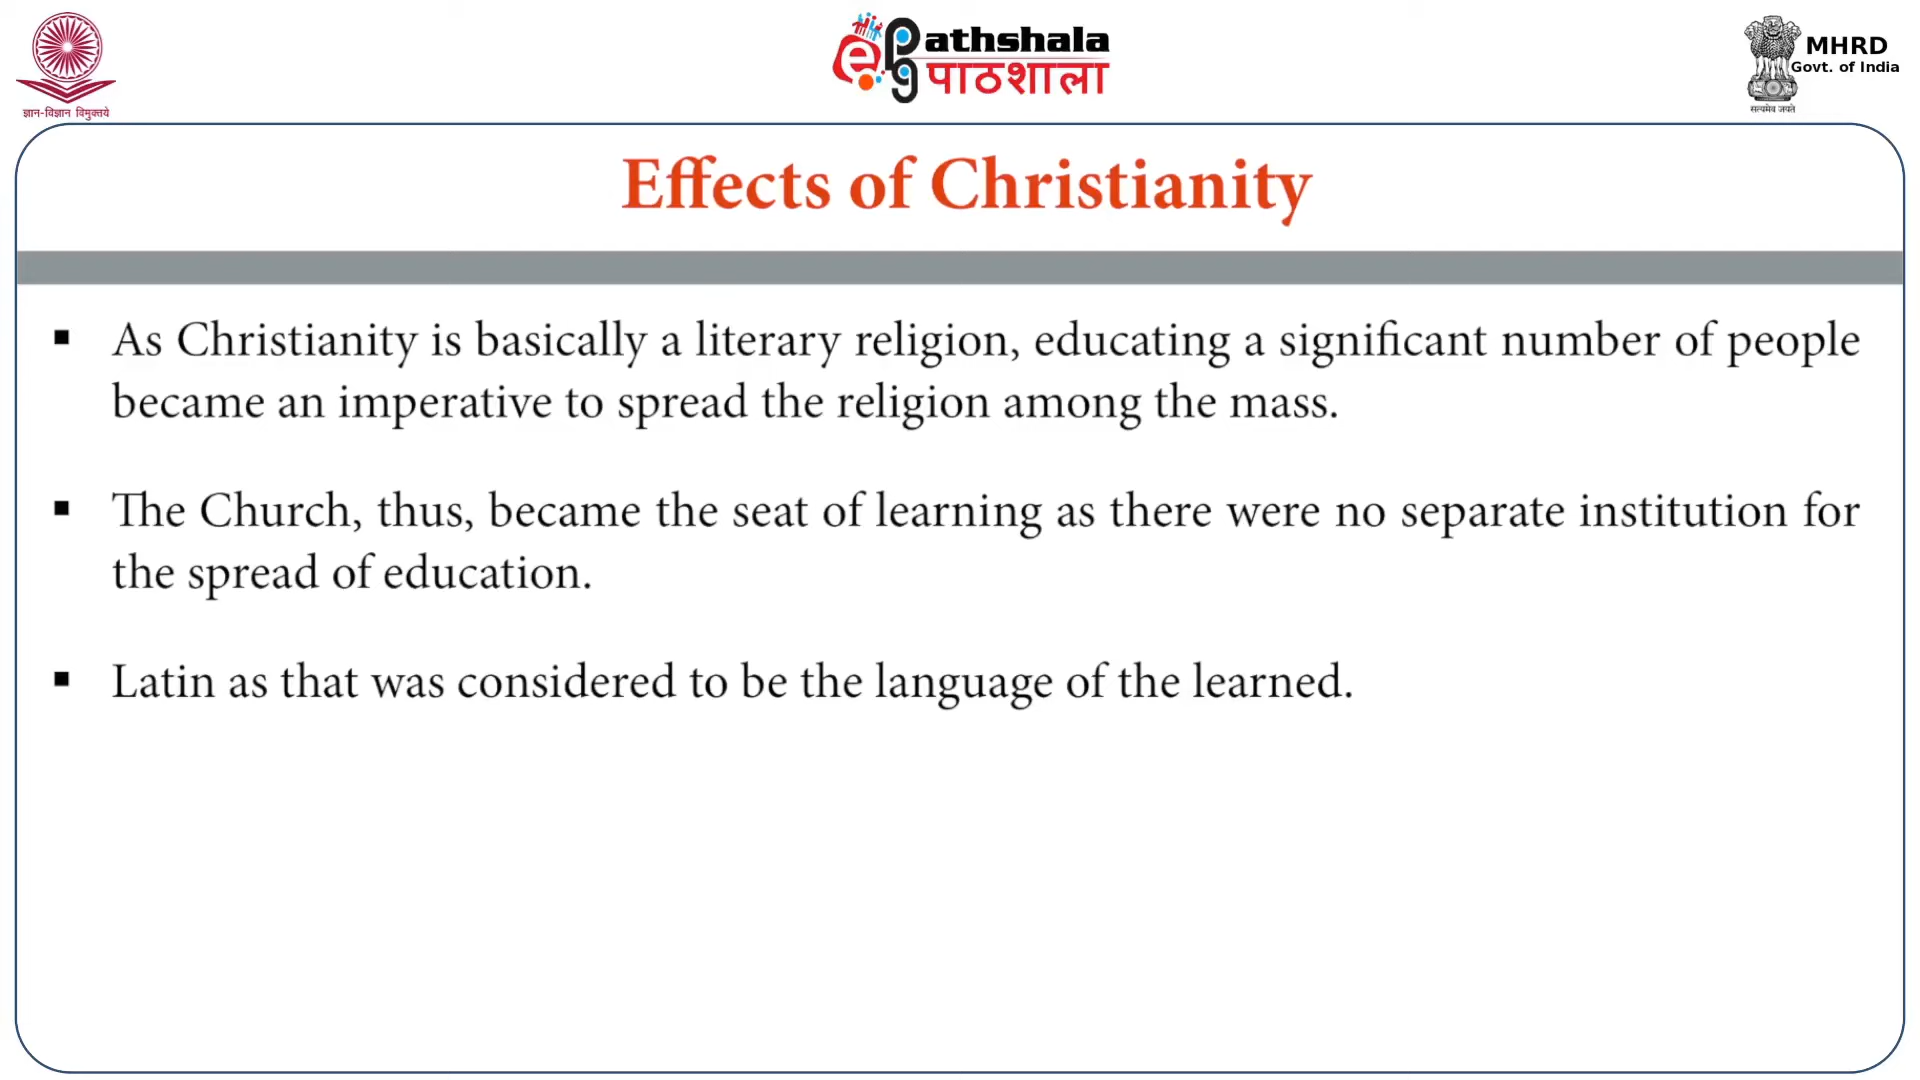 ज्ञान-विज्ञान विमुक्तये
ePG Pathshala
पाठशाला
MHRD
Govt. of India
सत्यमेव जयते
Effects of Christianity
▪ As Christianity is basically a literary religion, educating a significant number of people
became an imperative to spread the religion among the mass.
▪ The Church, thus, became the seat of learning as there were no separate institution for
the spread of education.
▪ Latin as that was considered to be the language of the learned.